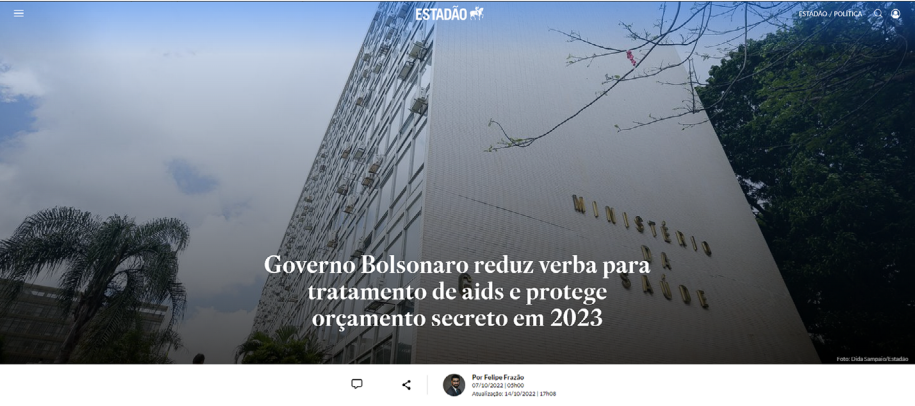 ESTADÃO
ESTADÃO / POLÍTICA
MINISTÉRIO
DA
SAÚDE
Governo Bolsonaro reduz verba para
tratamento de aids e protege
orçamento secreto em 2023
Foto: Dida Sampaio/Estadão
Por Felipe Frazão
07/10/2022 | 05h00
Atualização: 14/10/2022 | 17h08